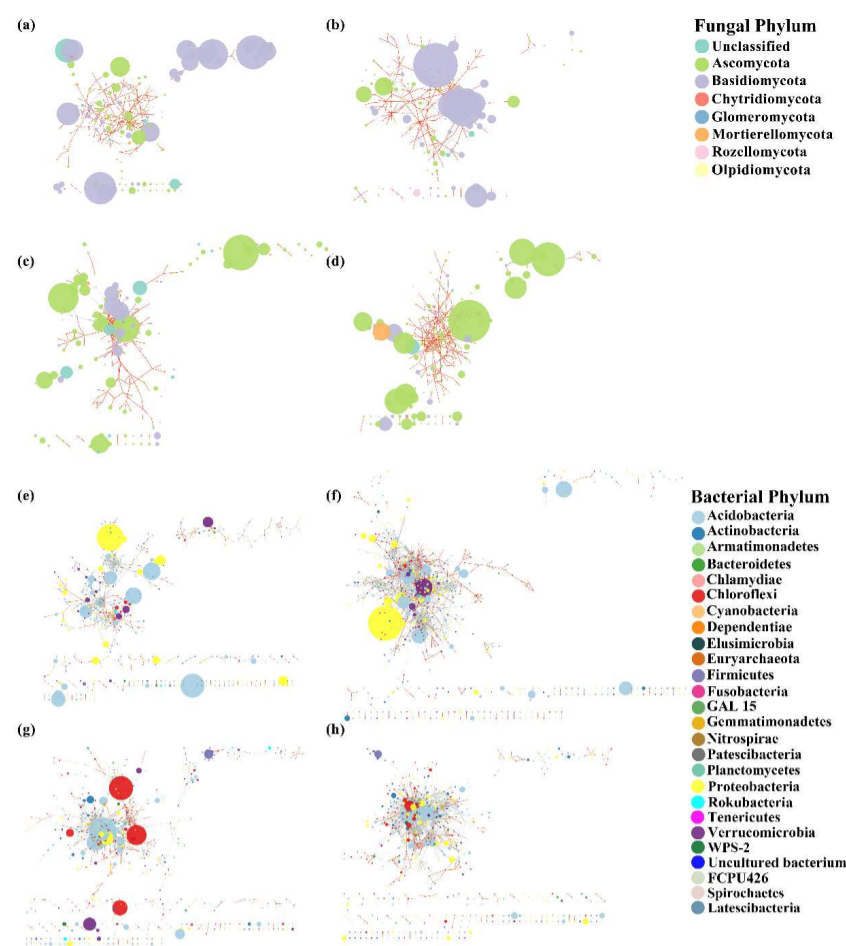 (a)
(b)
Fungal Phylum
Unclassified
Ascomycota
Basidiomycota
Chytridiomycota
Glomeromycota
Mortierellomycota
Rozellomycota
Olpidiomycota
(c)
(d)
(e)
(f)
Bacterial Phylum
Acidobacteria
Actinobacteria
Armatimonadetes
Bacteroidetes
Chlamydiae
Chloroflexi
Cyanobacteria
Dependentiae
Elusimicrobia
Euryarchaeota
Firmicutes
Fusobacteria
GAL 15
Gemmatimonadetes
Nitrospirae
Patescibacteria
Planctomycetes
Proteobacteria
Rokubacteria
Tenericutes
Verrucomicrobia
WPS-2
Uncultured bacterium
FCPU426
Spirochaetes
Latescibacteria
(g)
(h)